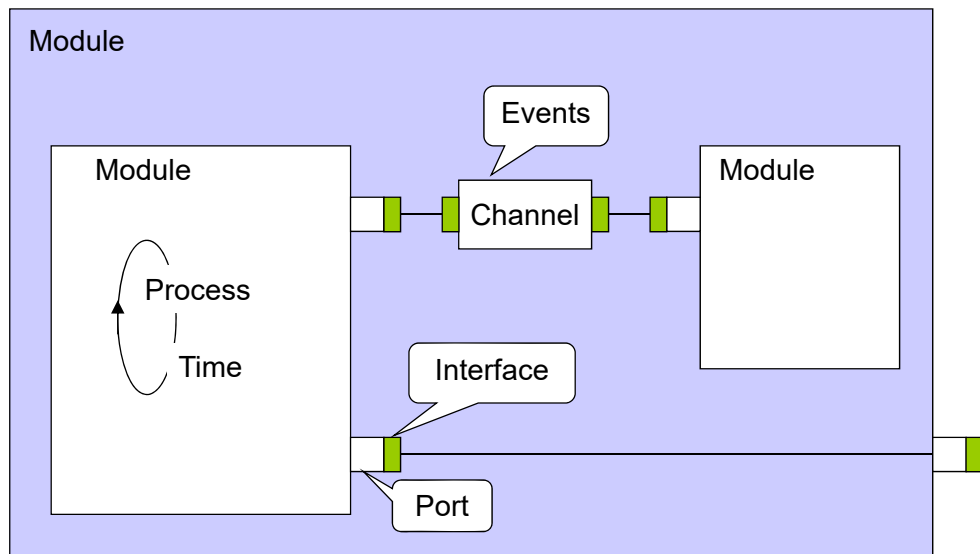 Module
Events
Module
Module
Channel
Process
Time
Interface
Port